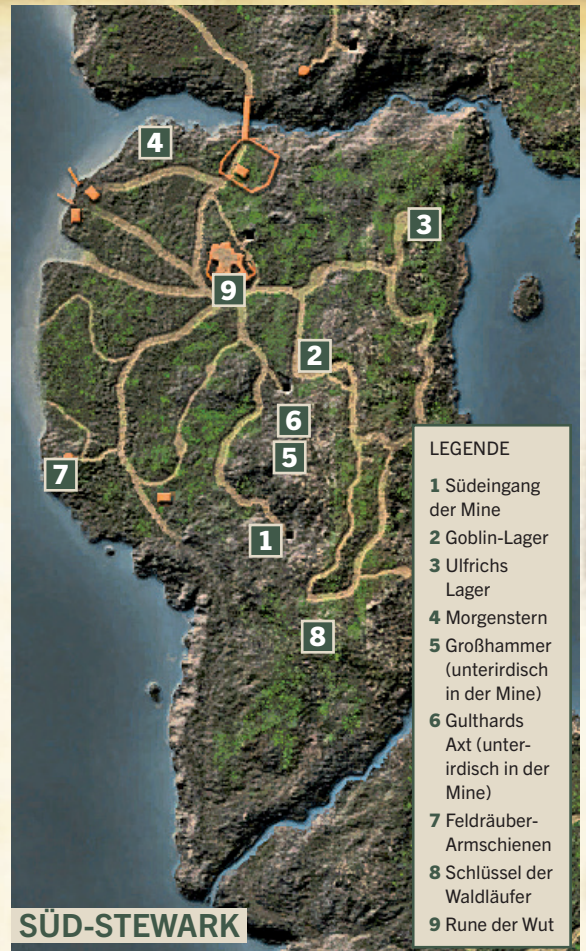 4
3
9
2
6
5
7
1
8
LEGENDE
1 Südeingang
der Mine
2 Goblin-Lager
3 Ulfrichs
Lager
4 Morgenstern
5 Großhammer
(unterirdisch
in der Mine)
6 Gulthards
Axt (unter-
irdisch in der
Mine)
7 Feldräuber-
Armschienen
8 Schlüssel der
Waldläufer
9 Rune der Wut
SÜD-STEWARK